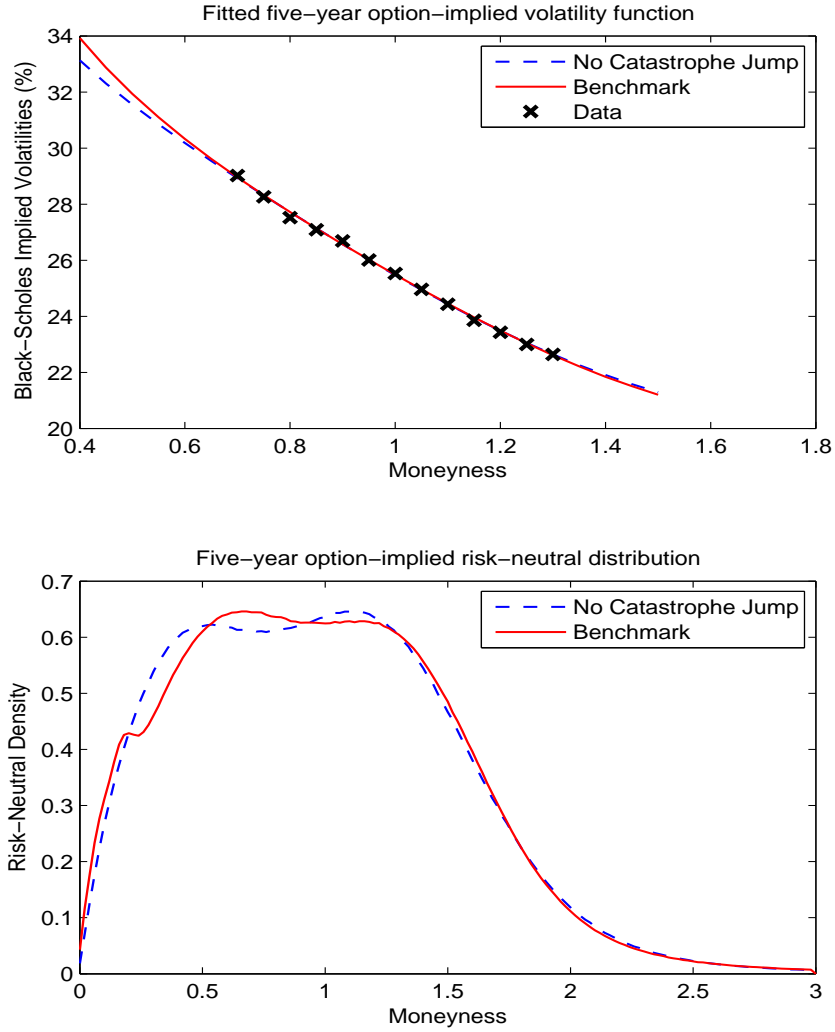 Fitted five−year option−implied volatility function
34
32
30
28
26
24
22
20
Black−Scholes Implied Volatilities (%)
No Catastrophe Jump
Benchmark
Data
0.4 0.6 0.8 1 1.2 1.4 1.6 1.8
Moneyness
Five−year option−implied risk−neutral distribution
0.7
0.6
0.5
0.4
0.3
0.2
0.1
0
Risk−Neutral Density
No Catastrophe Jump
Benchmark
0 0.5 1 1.5 2 2.5 3
Moneyness